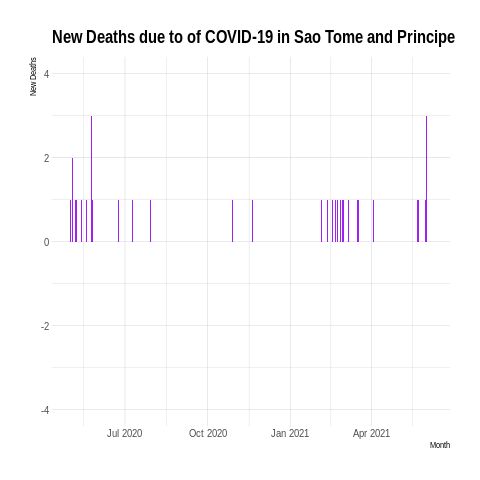 New Deaths due to of COVID-19 in Sao Tome and Principe
New Deaths
4
2
0
-2
-4
Jul 2020 Oct 2020 Jan 2021 Apr 2021
Month